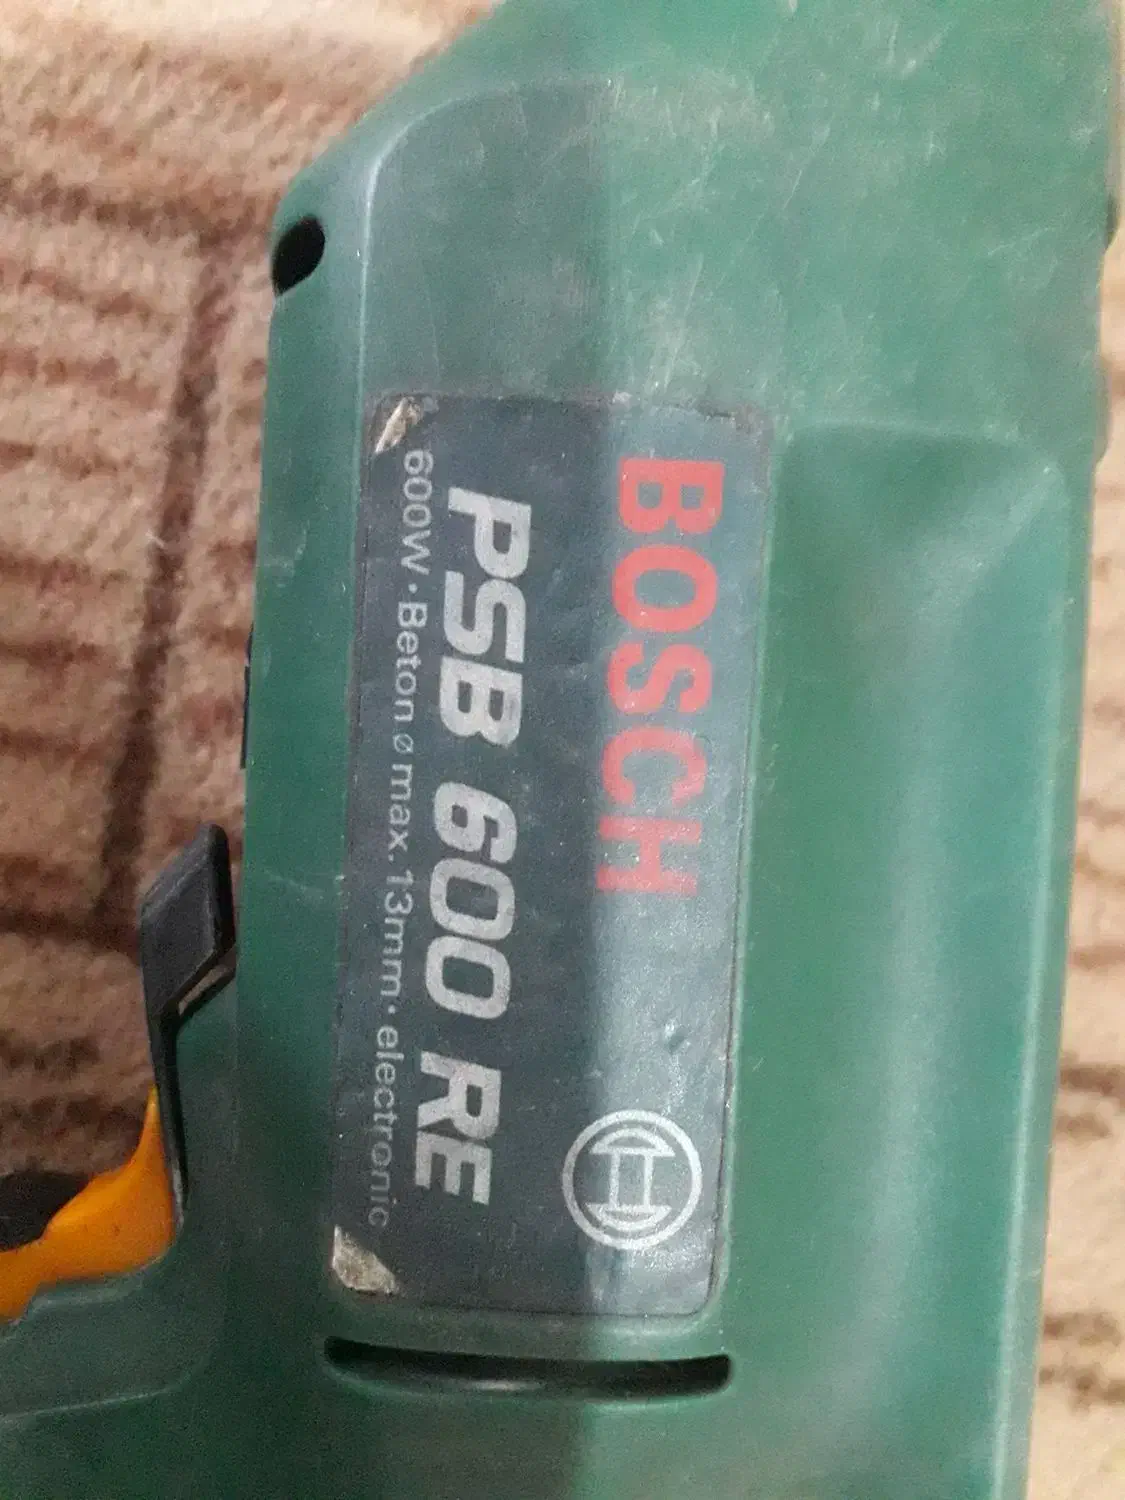 BOSCH
PSB 600 RE
600W·Beton ø max.13mm·electronic